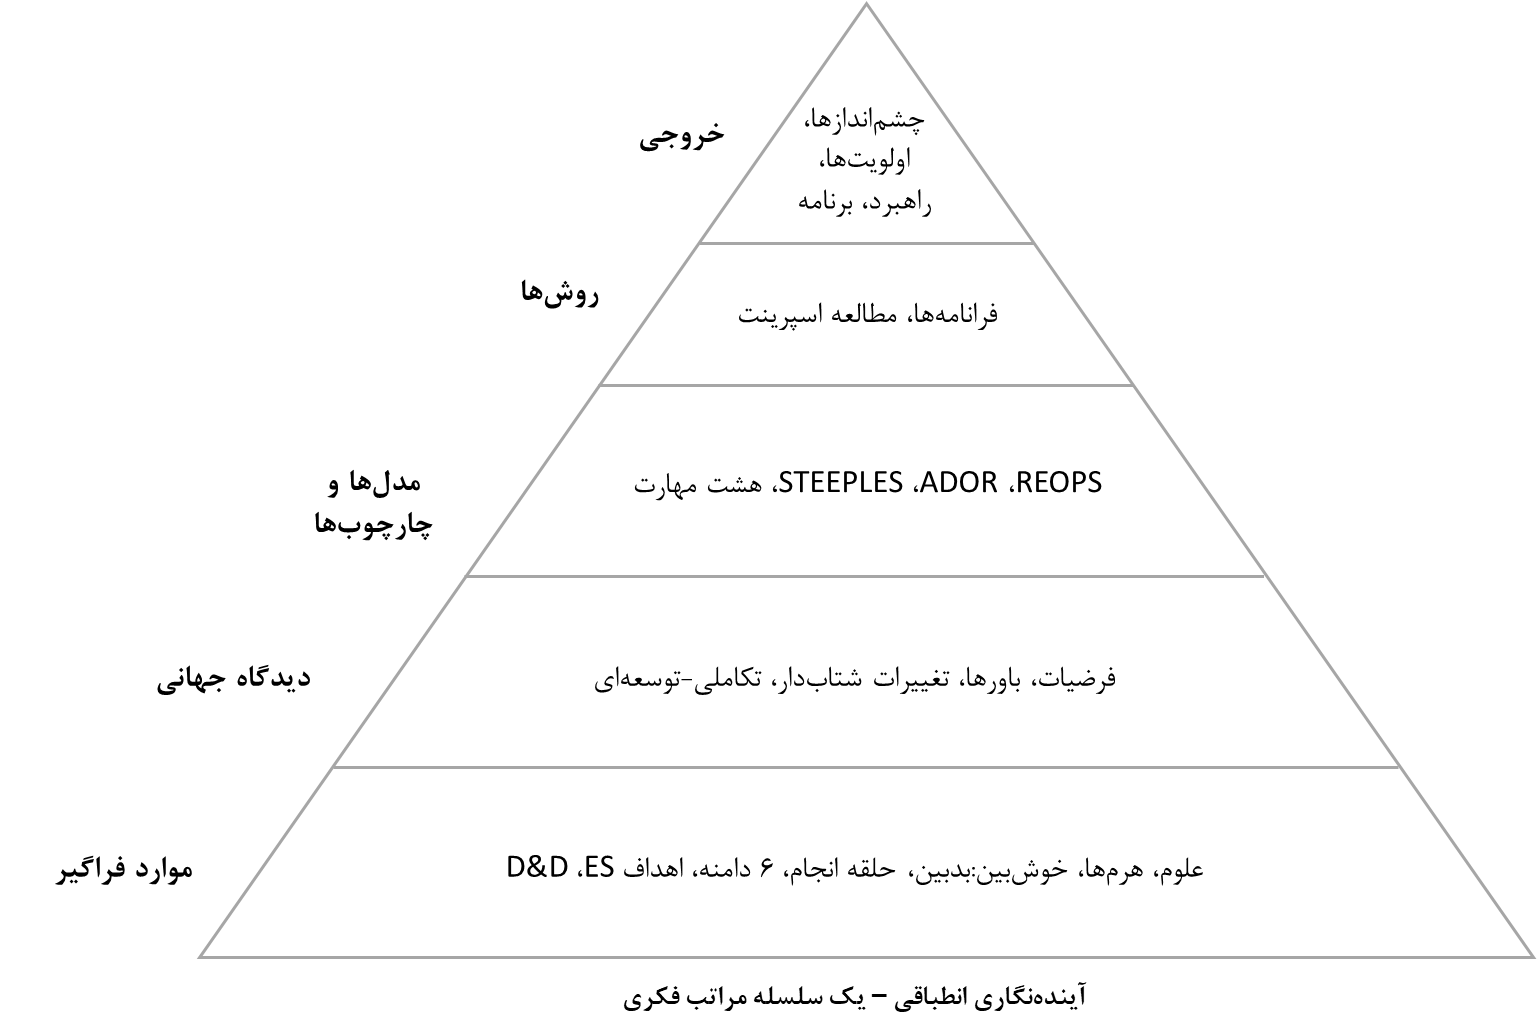 خروجی
چشم‌اندازها،
اولویت‌ها،
راهبرد، برنامه
روش‌ها
فرانامه‌ها، مطالعه اسپرینت
مدل‌ها و
چارچوب‌ها
REOPS، ADOR، STEEPLES، هشت مهارت
دیدگاه جهانی
فرضیات، باورها، تغییرات شتاب‌دار، تکاملی-توسعه‌ای
موارد فراگیر
علوم، هرم‌ها، خوش‌بین:بدبین، حلقه انجام، ۶ دامنه، اهداف ES، D&D
آینده‌نگاری انطباقی – یک سلسله مراتب فکری